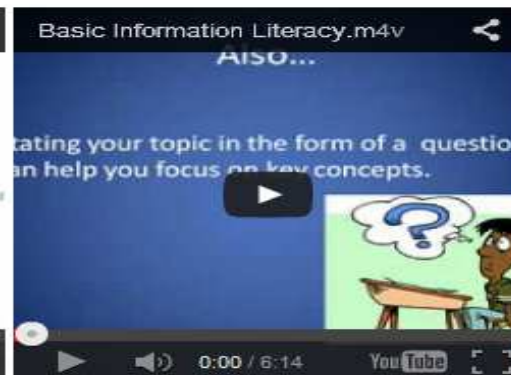 Basic Information Literacy.m4v
Also...
tating your topic in the form of a questio
an help you focus on key concepts.
?
0:00 / 6:14
YouTube